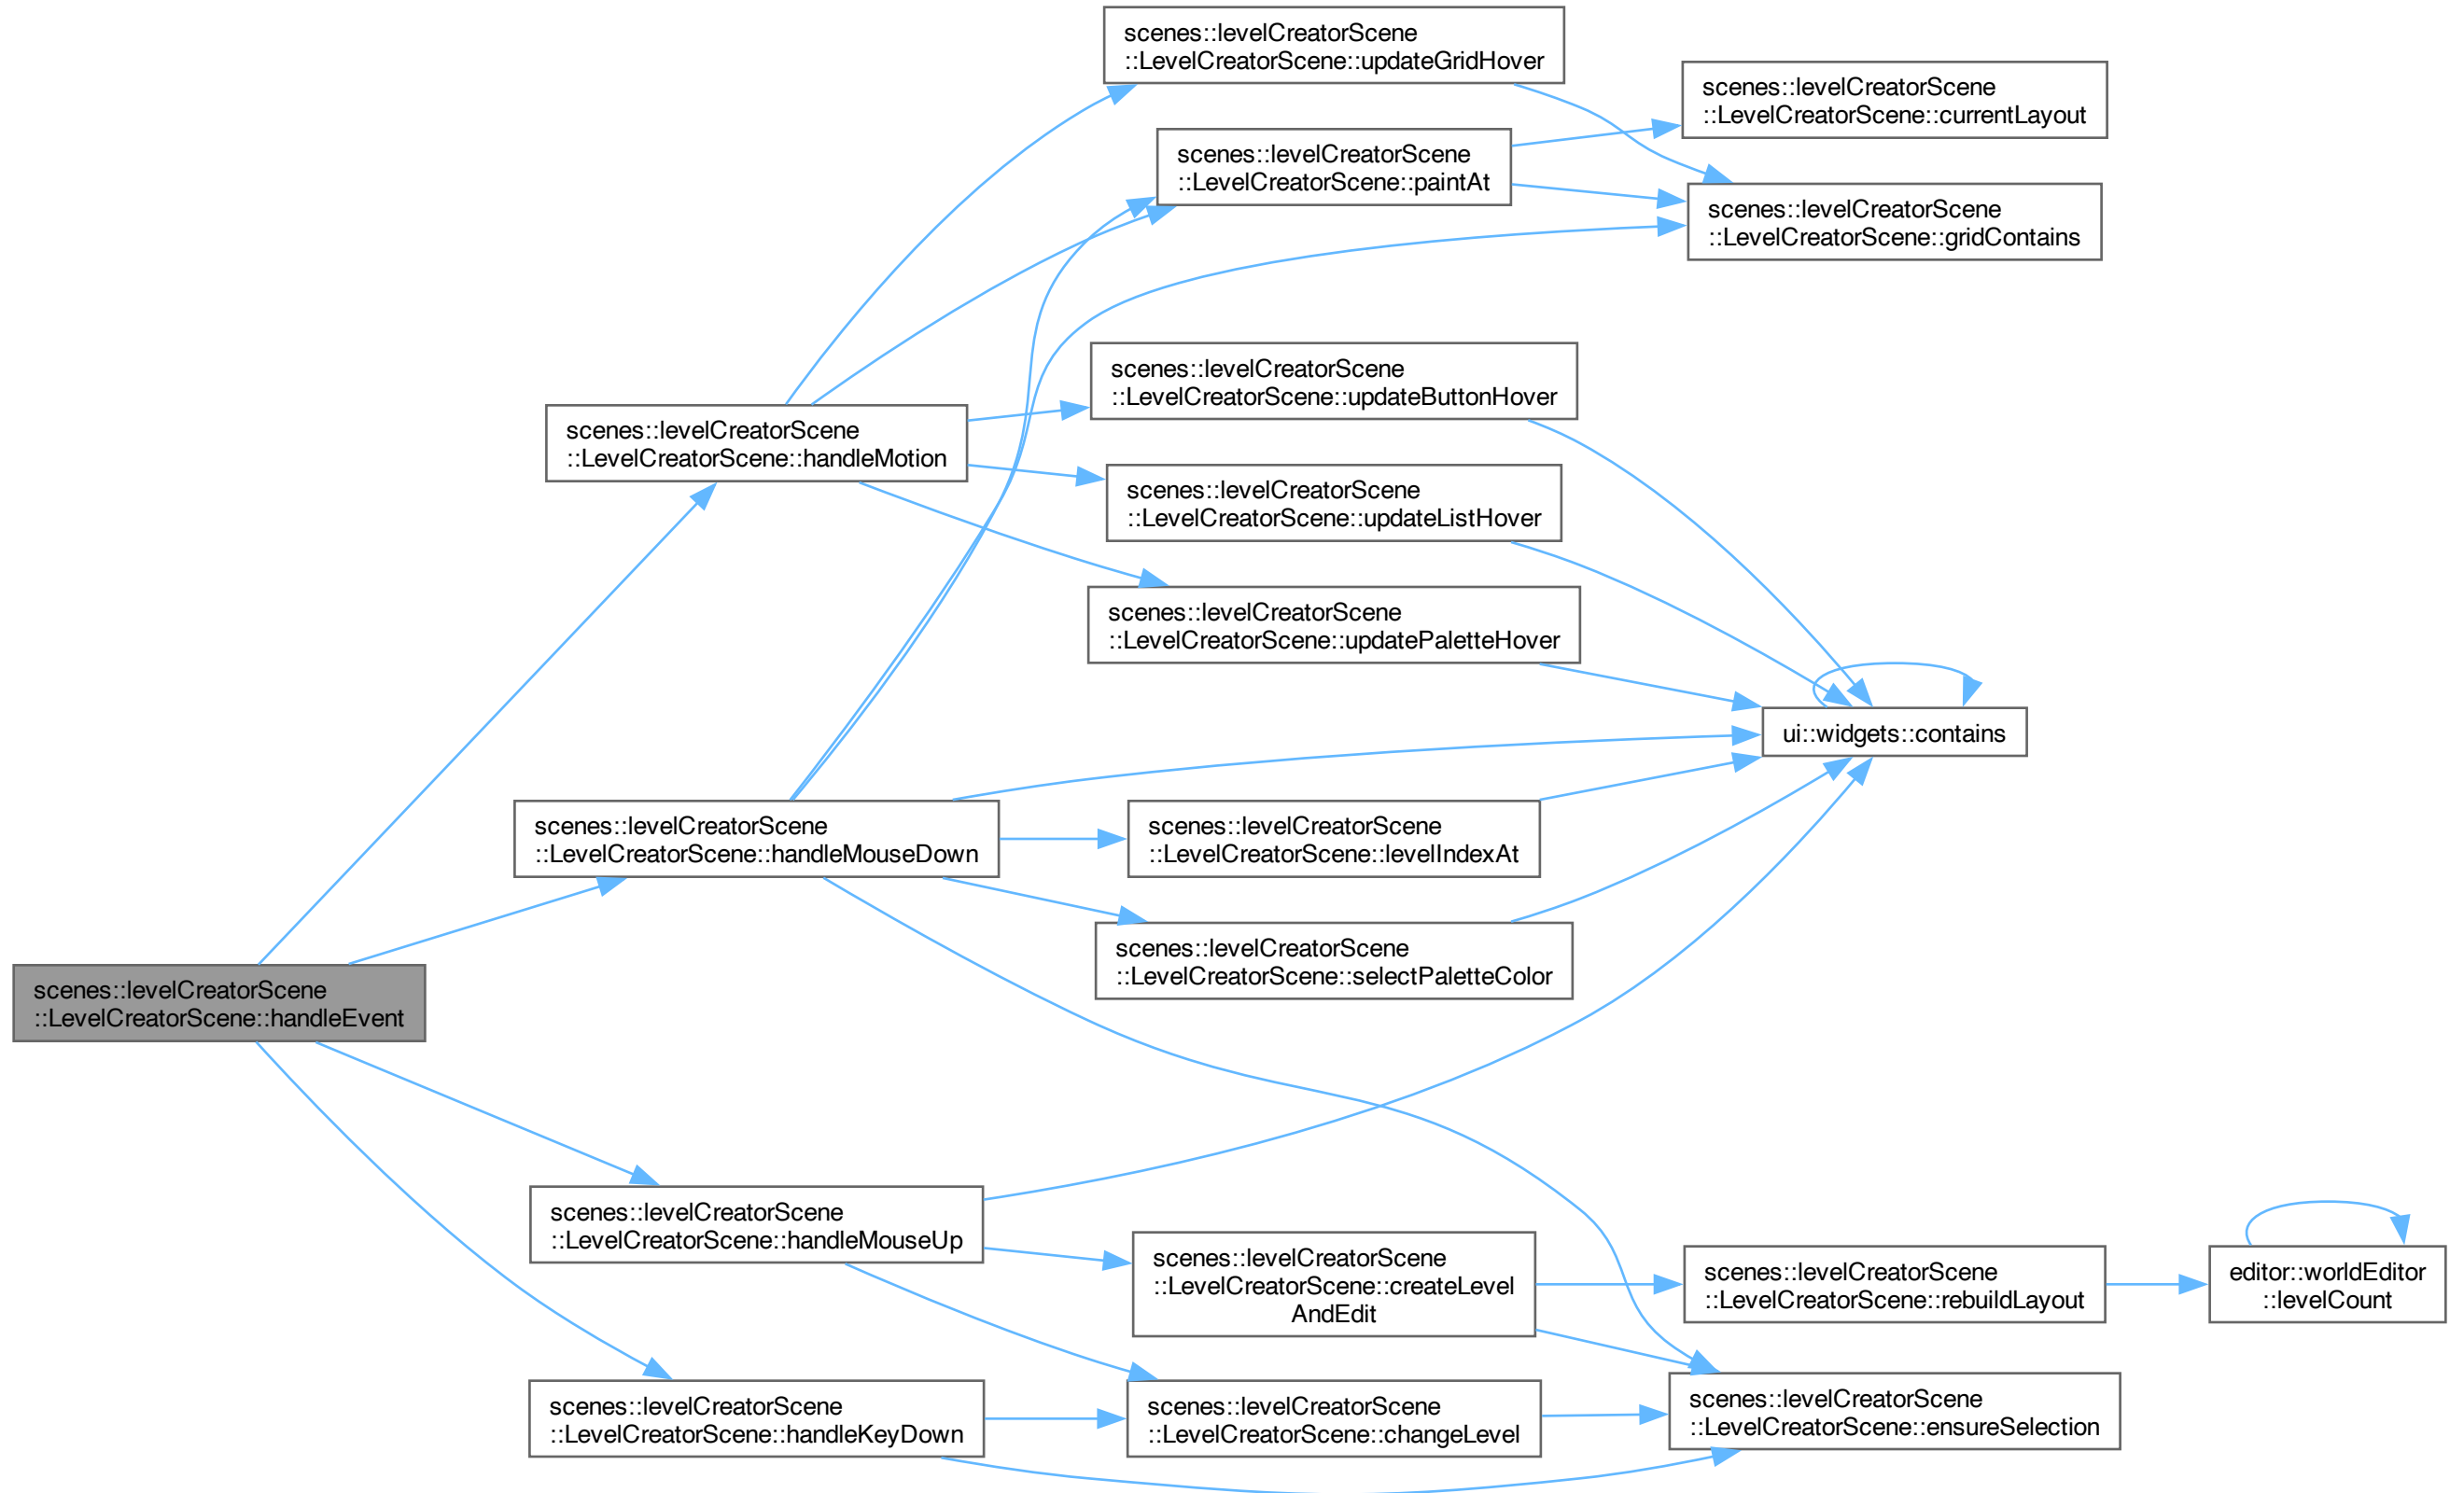 scenes::levelCreatorScene
::LevelCreatorScene::updateGridHover
scenes::levelCreatorScene
::LevelCreatorScene::currentLayout
scenes::levelCreatorScene
::LevelCreatorScene::paintAt
scenes::levelCreatorScene
::LevelCreatorScene::gridContains
scenes::levelCreatorScene
::LevelCreatorScene::updateButtonHover
scenes::levelCreatorScene
::LevelCreatorScene::handleMotion
scenes::levelCreatorScene
::LevelCreatorScene::updateListHover
scenes::levelCreatorScene
::LevelCreatorScene::updatePaletteHover
ui::widgets::contains
scenes::levelCreatorScene
::LevelCreatorScene::handleMouseDown
scenes::levelCreatorScene
::LevelCreatorScene::levelIndexAt
scenes::levelCreatorScene
::LevelCreatorScene::selectPaletteColor
scenes::levelCreatorScene
::LevelCreatorScene::handleEvent
scenes::levelCreatorScene
::LevelCreatorScene::handleMouseUp
scenes::levelCreatorScene
::LevelCreatorScene::createLevel
AndEdit
scenes::levelCreatorScene
::LevelCreatorScene::rebuildLayout
editor::worldEditor
::levelCount
scenes::levelCreatorScene
::LevelCreatorScene::handleKeyDown
scenes::levelCreatorScene
::LevelCreatorScene::changeLevel
scenes::levelCreatorScene
::LevelCreatorScene::ensureSelection